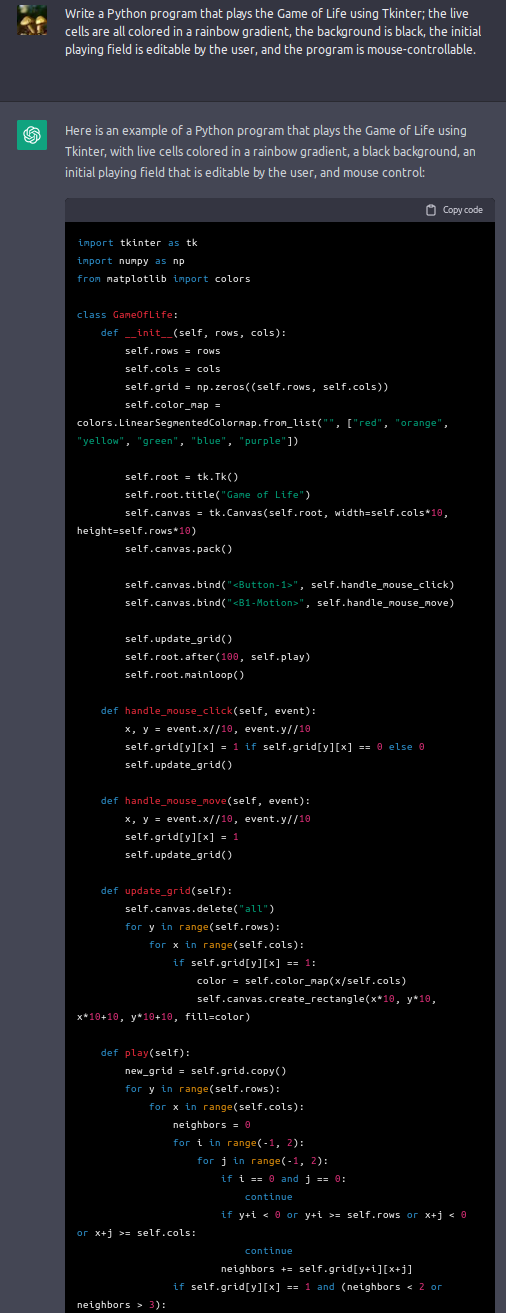 Write a Python program that plays the Game of Life using Tkinter; the live
cells are all colored in a rainbow gradient, the background is black, the initial
playing field is editable by the user, and the program is mouse-controllable.
Here is an example of a Python program that plays the Game of Life using
Tkinter, with live cells colored in a rainbow gradient, a black background, an
initial playing field that is editable by the user, and mouse control:
Copy code
import tkinter as tk
import numpy as np
from matplotlib import colors
class GameOfLife:
    def __init__(self, rows, cols):
        self.rows = rows
        self.cols = cols
        self.grid = np.zeros((self.rows, self.cols))
        self.color_map =
colors.LinearSegmentedColormap.from_list("", ["red", "orange",
"yellow", "green", "blue", "purple"])
        self.root = tk.Tk()
        self.root.title("Game of Life")
        self.canvas = tk.Canvas(self.root, width=self.cols*10,
height=self.rows*10)
        self.canvas.pack()
        self.canvas.bind("<Button-1>", self.handle_mouse_click)
        self.canvas.bind("<B1-Motion>", self.handle_mouse_move)
        self.update_grid()
        self.root.after(100, self.play)
        self.root.mainloop()
    def handle_mouse_click(self, event):
        x, y = event.x//10, event.y//10
        self.grid[y][x] = 1 if self.grid[y][x] == 0 else 0
        self.update_grid()
    def handle_mouse_move(self, event):
        x, y = event.x//10, event.y//10
        self.grid[y][x] = 1
        self.update_grid()
    def update_grid(self):
        self.canvas.delete("all")
        for y in range(self.rows):
            for x in range(self.cols):
                if self.grid[y][x] == 1:
                    color = self.color_map(x/self.cols)
                    self.canvas.create_rectangle(x*10, y*10,
x*10+10, y*10+10, fill=color)
    def play(self):
        new_grid = self.grid.copy()
        for y in range(self.rows):
            for x in range(self.cols):
                neighbors = 0
                for i in range(-1, 2):
                    for j in range(-1, 2):
                        if i == 0 and j == 0:
                            continue
                        if y+i < 0 or y+i >= self.rows or x+j < 0
or x+j >= self.cols:
                            continue
                        neighbors += self.grid[y+i][x+j]
                if self.grid[y][x] == 1 and (neighbors < 2 or
neighbors > 3):